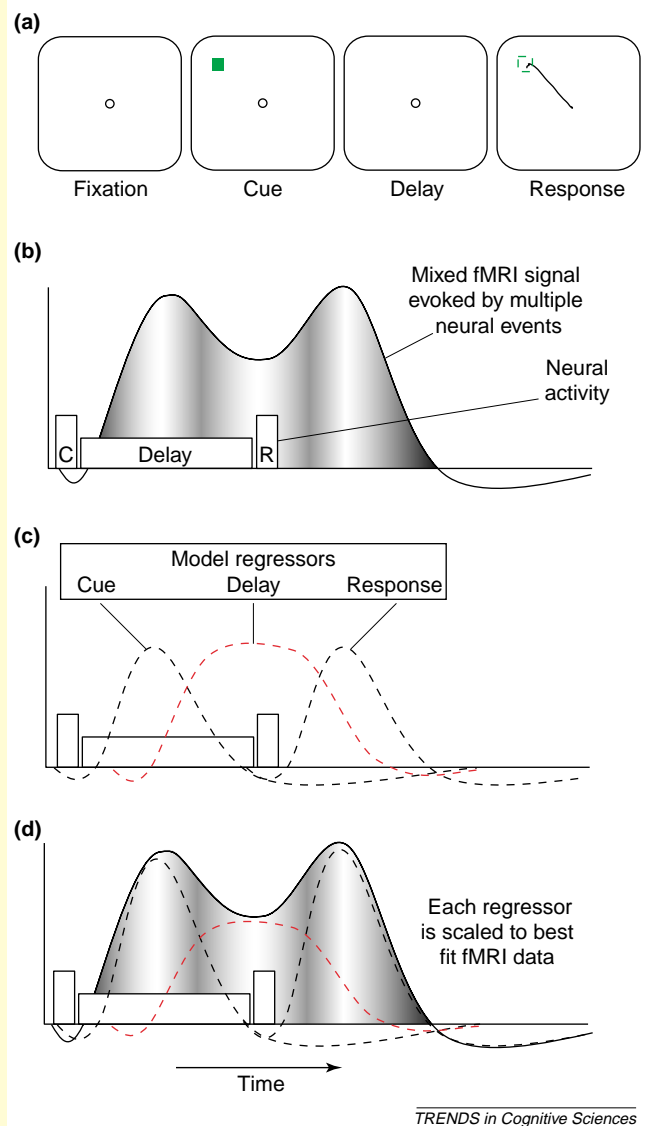 (a)
Fixation
Cue
Delay
Response
(b)
Mixed fMRI signal
evoked by multiple
neural events
Neural
activity
C
Delay
R
(c)
Model regressors
Cue
Delay
Response
(d)
Each regressor
is scaled to best
fit fMRI data
Time
TRENDS in Cognitive Sciences